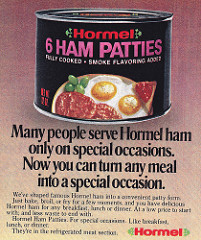 Hormel
6 HAM PATTIES
FULLY COOKED • SMOKE FLAVORING ADDED
Many people serve Hormel ham
only on special occasions.
Now you can turn any meal
into a special occasion.
We've shaped famous Hormel ham into a convenient patty form.
Just bake, broil, or fry for a few moments, and you have delicious
Hormel ham for any breakfast, lunch or dinner. At a low price to start
with, and less waste to end with.
Hormel Ham Patties. For special occasions. Like breakfast,
lunch, or dinner.
They're in the refrigerated meat section.
Hormel